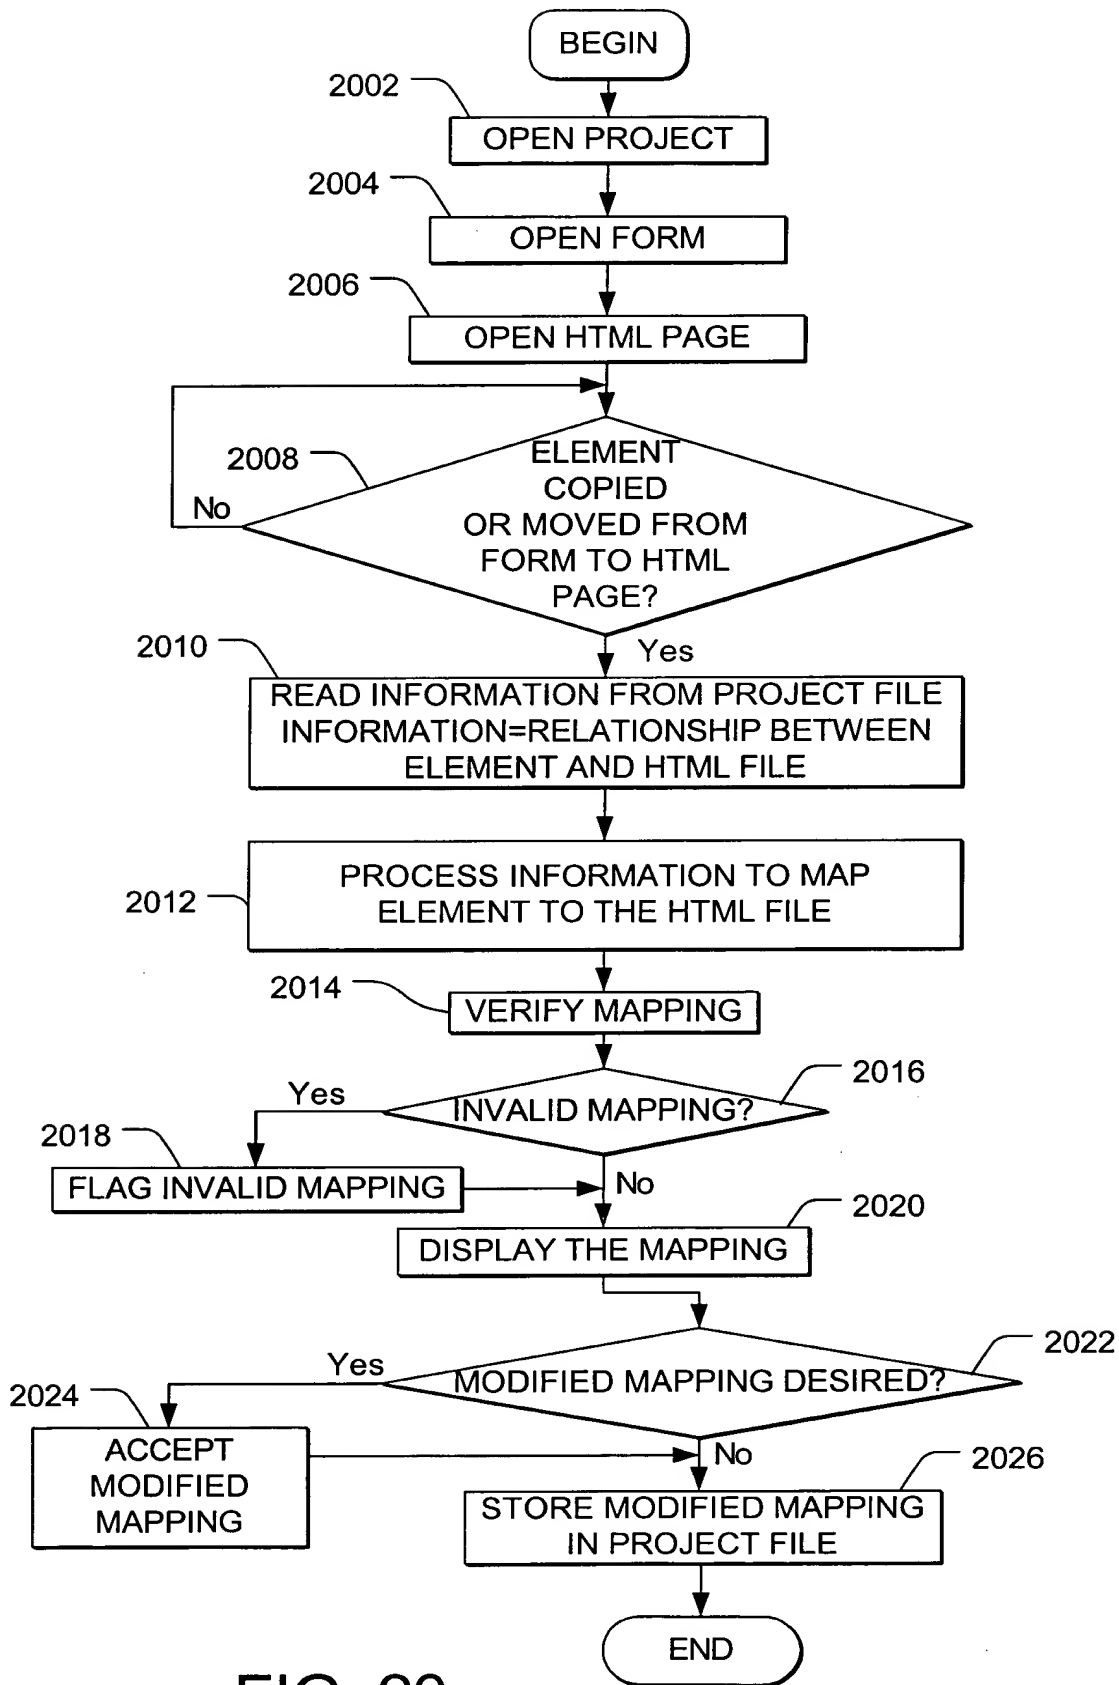 BEGIN
2002
OPEN PROJECT
2004
OPEN FORM
2006
OPEN HTML PAGE
2008
ELEMENT
COPIED
OR MOVED FROM
FORM TO HTML
PAGE?
No
Yes
2010
READ INFORMATION FROM PROJECT FILE
INFORMATION=RELATIONSHIP BETWEEN
ELEMENT AND HTML FILE
2012
PROCESS INFORMATION TO MAP
ELEMENT TO THE HTML FILE
2014
VERIFY MAPPING
2016
INVALID MAPPING?
Yes
2018
FLAG INVALID MAPPING
No
2020
DISPLAY THE MAPPING
2022
MODIFIED MAPPING DESIRED?
Yes
2024
ACCEPT
MODIFIED
MAPPING
No
2026
STORE MODIFIED MAPPING
IN PROJECT FILE
END
FIG. 20